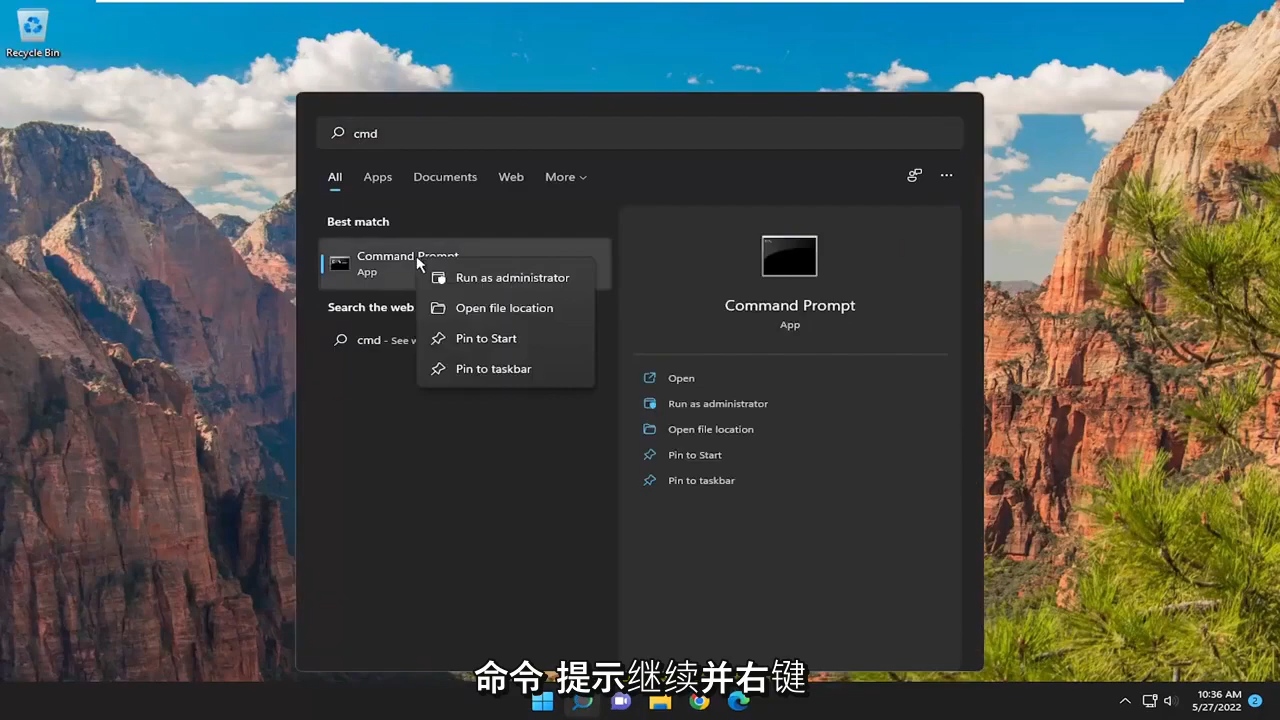 Recycle Bin
cmd
All Apps Documents Web More
Best match
Command Prompt
App
Run as administrator
Open file location
Pin to Start
Pin to taskbar
Search the web
cmd - See
Command Prompt
App
Open
Run as administrator
Open file location
Pin to Start
Pin to taskbar
命令 提示继续并右键
10:36 AM
5/27/2022
2